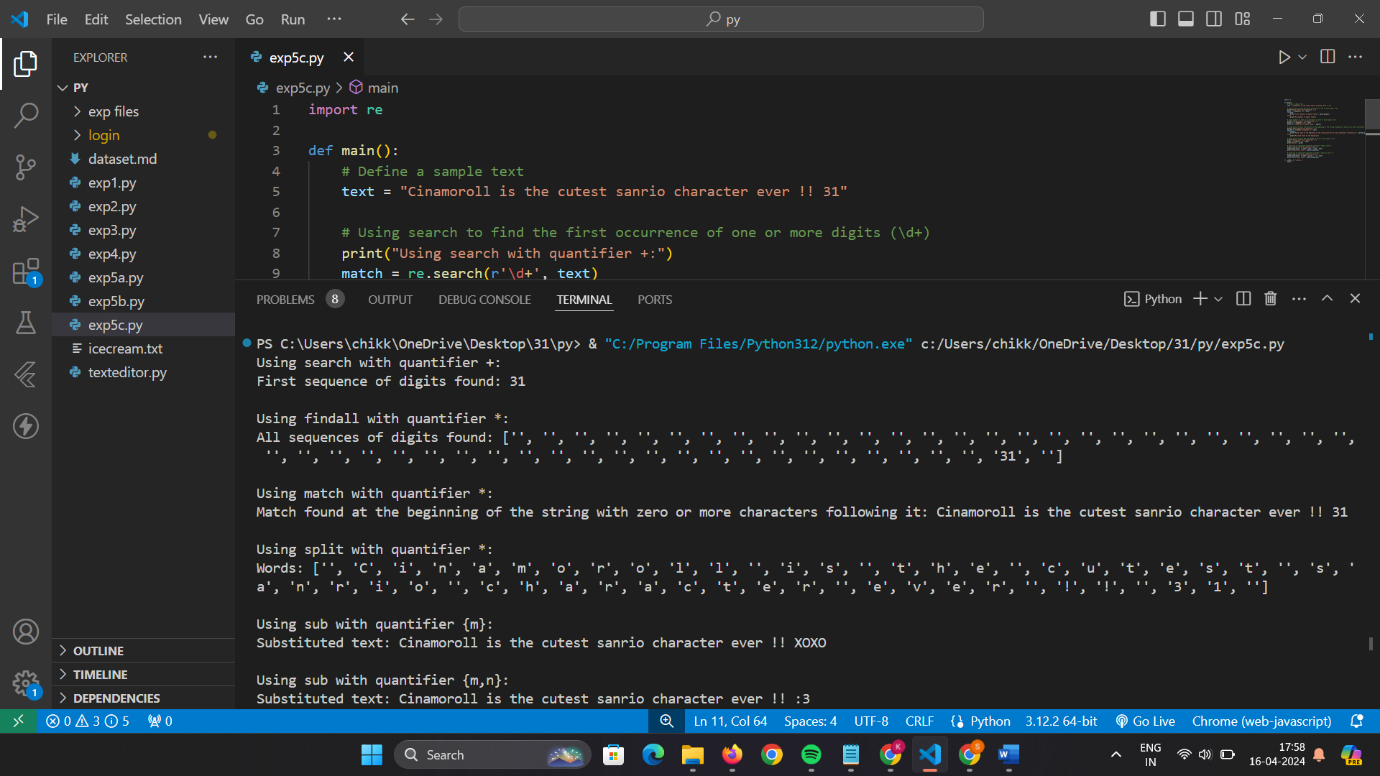 File Edit Selection View Go Run ··· py
EXPLORER ···
PY
exp files
login
dataset.md
exp1.py
exp2.py
exp3.py
exp4.py
exp5a.py
exp5b.py
exp5c.py
icecream.txt
texteditor.py
OUTLINE
TIMELINE
DEPENDENCIES
1
1
exp5c.py
exp5c.py > main
1 import re
2
3 def main():
4 # Define a sample text
5 text = "Cinamoroll is the cutest sanrio character ever !! 31"
6
7 # Using search to find the first occurrence of one or more digits (\d+)
8 print("Using search with quantifier +:")
9 match = re.search(r'\d+', text)
PROBLEMS 8 OUTPUT DEBUG CONSOLE TERMINAL PORTS Python
PS C:\Users\chikk\OneDrive\Desktop\31\py> & "C:/Program Files/Python312/python.exe" c:/Users/chikk/OneDrive/Desktop/31/py/exp5c.py
Using search with quantifier +:
First sequence of digits found: 31
Using findall with quantifier *:
All sequences of digits found: ['', '', '', '', '', '', '', '', '', '', '', '', '', '', '', '', '', '', '', '', '', '', '', '', '', '', '',
'', '', '', '', '', '', '', '', '', '', '', '', '', '', '', '', '', '', '', '', '', '', '', '31', '']
Using match with quantifier *:
Match found at the beginning of the string with zero or more characters following it: Cinamoroll is the cutest sanrio character ever !! 31
Using split with quantifier *:
Words: ['', 'C', 'i', 'n', 'a', 'm', 'o', 'r', 'o', 'l', 'l', '', 'i', 's', '', 't', 'h', 'e', '', 'c', 'u', 't', 'e', 's', 't', '', 's', '
a', 'n', 'r', 'i', 'o', '', 'c', 'h', 'a', 'r', 'a', 'c', 't', 'e', 'r', '', 'e', 'v', 'e', 'r', '', '!', '!', '', '3', '1', '']
Using sub with quantifier {m}:
Substituted text: Cinamoroll is the cutest sanrio character ever !! XOXO
Using sub with quantifier {m,n}:
Substituted text: Cinamoroll is the cutest sanrio character ever !! :3
0 3 5 0 Ln 11, Col 64 Spaces: 4 UTF-8 CRLF Python 3.12.2 64-bit Go Live Chrome (web-javascript)
Search K S W ENG 17:58
IN 16-04-2024 PRE